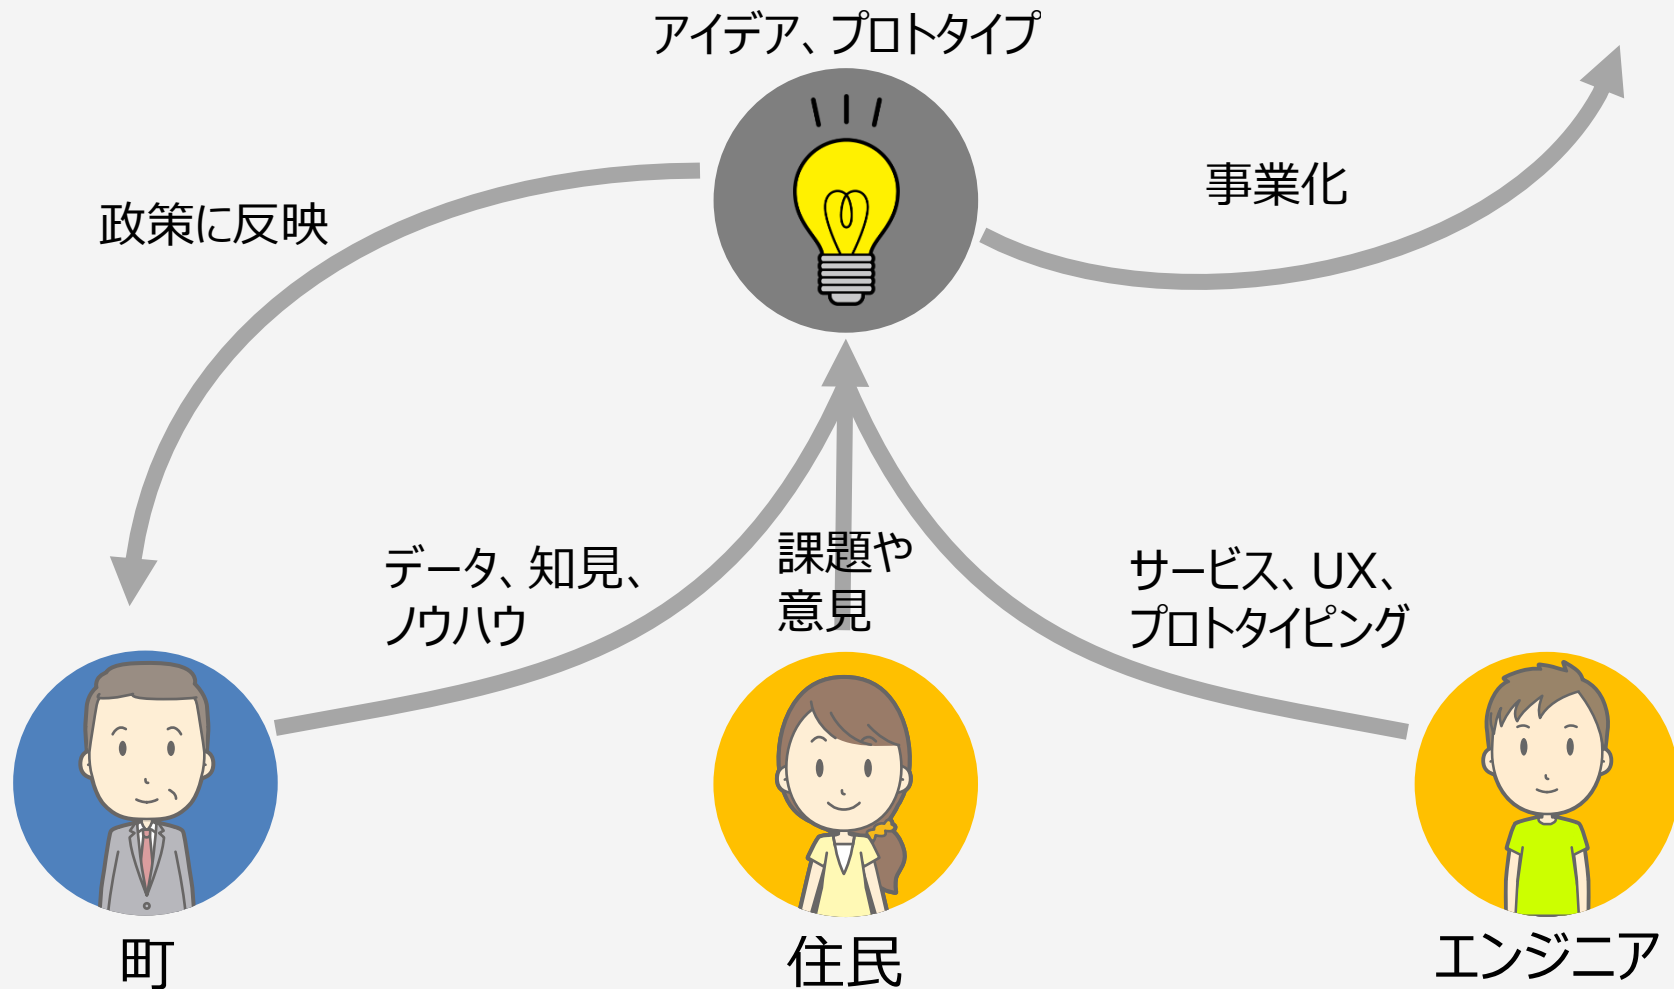 アイデア、プロトタイプ
事業化
政策に反映
データ、知見、
ノウハウ
課題や
意見
サービス、UX、
プロトタイピング
町
住民
エンジニア